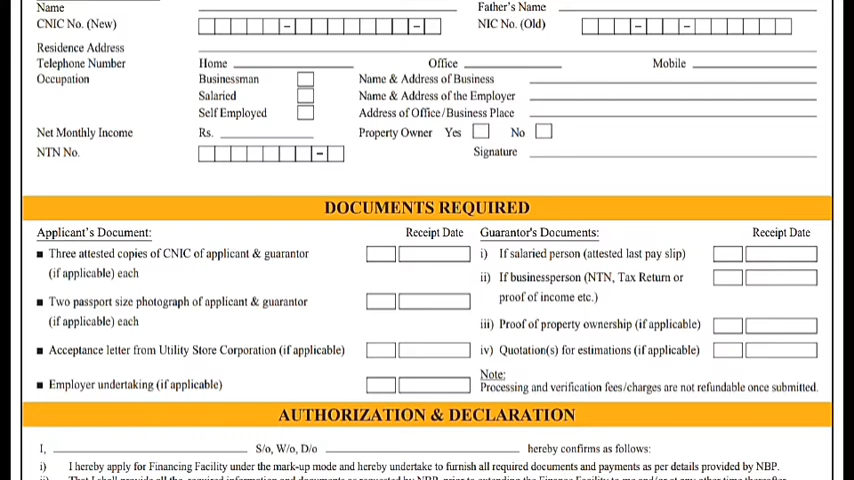 Name Father's Name
CNIC No. (New) NIC No. (Old)
Residence Address
Telephone Number Home Office Mobile
Occupation Businessman Name & Address of Business
Salaried Name & Address of the Employer
Self Employed Address of Office/Business Place
Net Monthly Income Rs. Property Owner Yes No
NTN No. Signature
DOCUMENTS REQUIRED
Applicant's Document: Receipt Date Guarantor's Documents: Receipt Date
■ Three attested copies of CNIC of applicant & guarantor i) If salaried person (attested last pay slip)
(if applicable) each ii) If businessperson (NTN, Tax Return or
■ Two passport size photograph of applicant & guarantor proof of income etc.)
(if applicable) each iii) Proof of property ownership (if applicable)
■ Acceptance letter from Utility Store Corporation (if applicable) iv) Quotation(s) for estimations (if applicable)
Note:
■ Employer undertaking (if applicable) Processing and verification fees/charges are not refundable once submitted.
AUTHORIZATION & DECLARATION
I, S/o, W/o, D/o hereby confirms as follows:
i) I hereby apply for Financing Facility under the mark-up mode and hereby undertake to furnish all required documents and payments as per details provided by NBP.